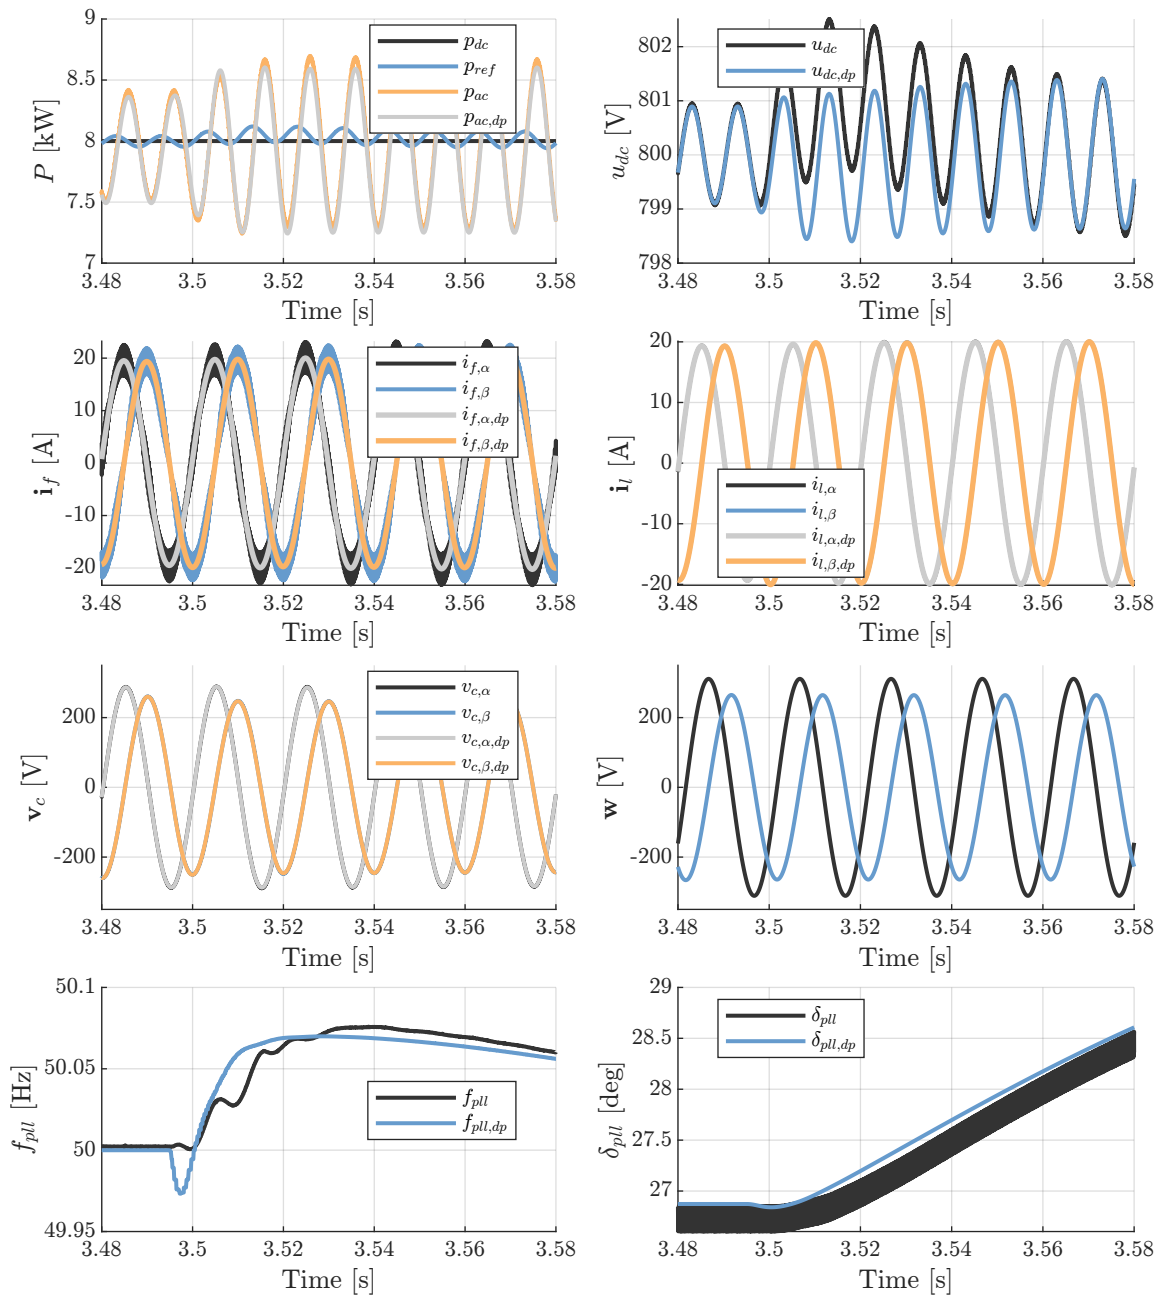 9
8.5
8
7.5
7
P [kW]
p_dc
p_ref
p_ac
p_ac,dp
3.48 3.5 3.52 3.54 3.56 3.58
Time [s]
802
801
800
799
798
u_dc [V]
u_dc
u_dc,dp
3.48 3.5 3.52 3.54 3.56 3.58
Time [s]
20
10
0
-10
-20
i_f [A]
i_f,α
i_f,β
i_f,α,dp
i_f,β,dp
3.48 3.5 3.52 3.54 3.56 3.58
Time [s]
20
10
0
-10
-20
i_l [A]
i_l,α
i_l,β
i_l,α,dp
i_l,β,dp
3.48 3.5 3.52 3.54 3.56 3.58
Time [s]
200
0
-200
v_c [V]
v_c,α
v_c,β
v_c,α,dp
v_c,β,dp
3.48 3.5 3.52 3.54 3.56 3.58
Time [s]
200
0
-200
w [V]
3.48 3.5 3.52 3.54 3.56 3.58
Time [s]
50.1
50.05
50
49.95
f_pll [Hz]
f_pll
f_pll,dp
3.48 3.5 3.52 3.54 3.56 3.58
Time [s]
29
28.5
28
27.5
27
δ_pll [deg]
δ_pll
δ_pll,dp
3.48 3.5 3.52 3.54 3.56 3.58
Time [s]